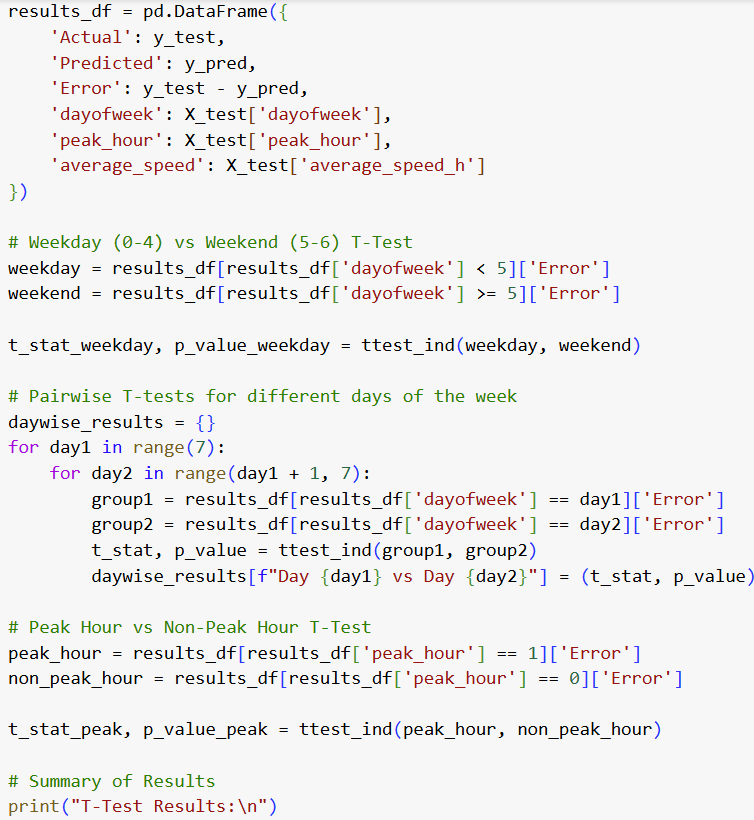 results_df = pd.DataFrame({
    'Actual': y_test,
    'Predicted': y_pred,
    'Error': y_test - y_pred,
    'dayofweek': X_test['dayofweek'],
    'peak_hour': X_test['peak_hour'],
    'average_speed': X_test['average_speed_h']
})

# Weekday (0-4) vs Weekend (5-6) T-Test
weekday = results_df[results_df['dayofweek'] < 5]['Error']
weekend = results_df[results_df['dayofweek'] >= 5]['Error']

t_stat_weekday, p_value_weekday = ttest_ind(weekday, weekend)

# Pairwise T-tests for different days of the week
daywise_results = {}
for day1 in range(7):
    for day2 in range(day1 + 1, 7):
        group1 = results_df[results_df['dayofweek'] == day1]['Error']
        group2 = results_df[results_df['dayofweek'] == day2]['Error']
        t_stat, p_value = ttest_ind(group1, group2)
        daywise_results[f"Day {day1} vs Day {day2}"] = (t_stat, p_value)

# Peak Hour vs Non-Peak Hour T-Test
peak_hour = results_df[results_df['peak_hour'] == 1]['Error']
non_peak_hour = results_df[results_df['peak_hour'] == 0]['Error']

t_stat_peak, p_value_peak = ttest_ind(peak_hour, non_peak_hour)

# Summary of Results
print("T-Test Results:\n")